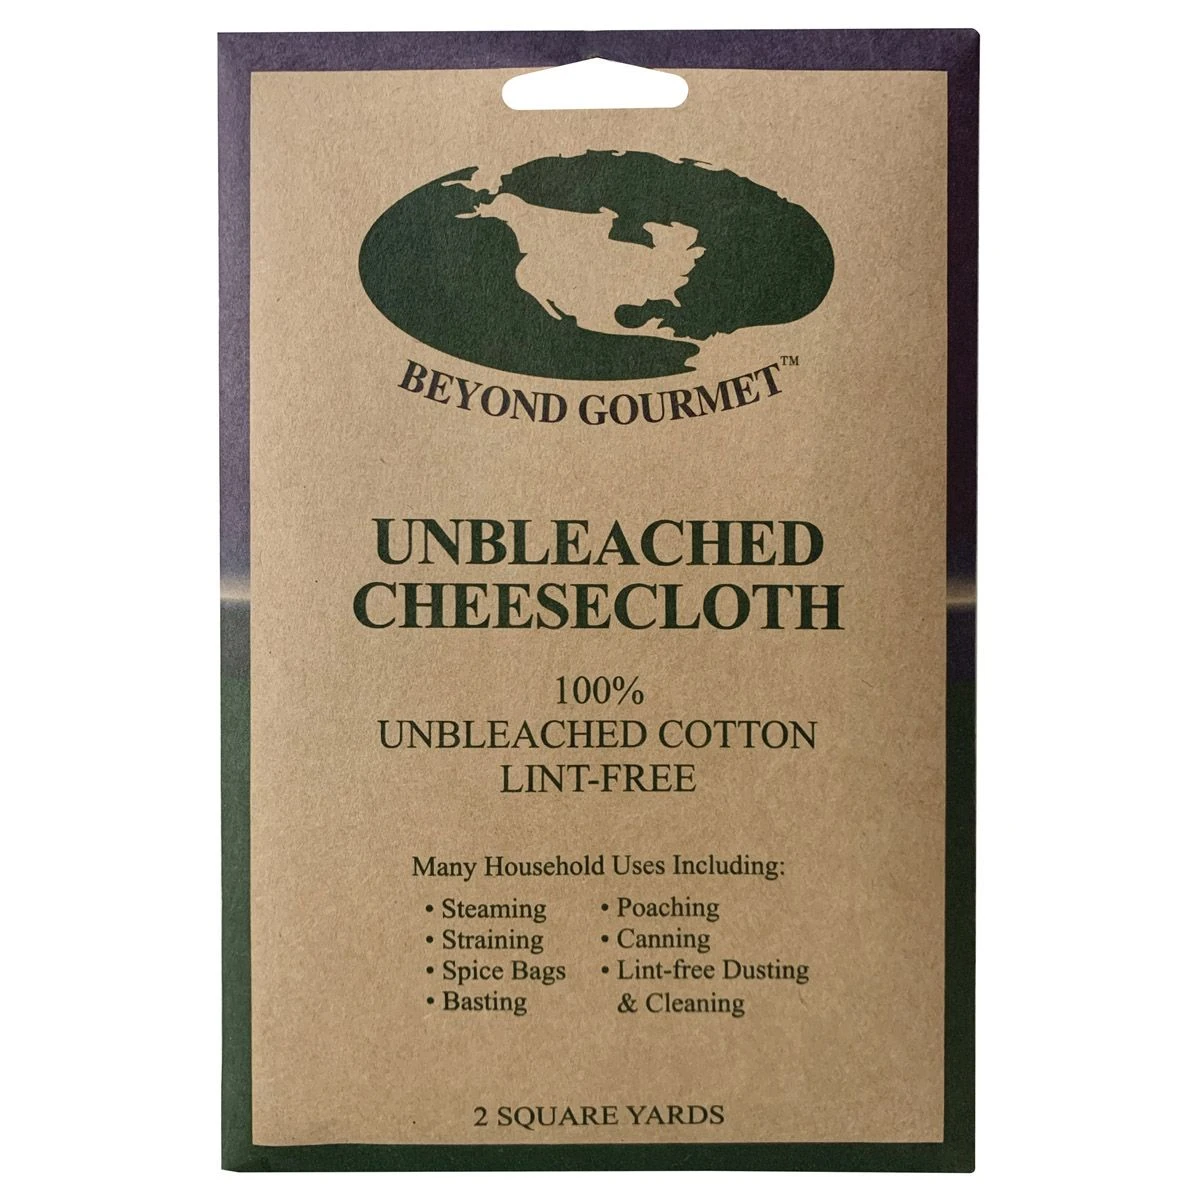 BEYOND GOURMET™
UNBLEACHED
CHEESECLOTH
100%
UNBLEACHED COTTON
LINT-FREE
Many Household Uses Including:
• Steaming
• Straining
• Spice Bags
• Basting
• Poaching
• Canning
• Lint-free Dusting
& Cleaning
2 SQUARE YARDS